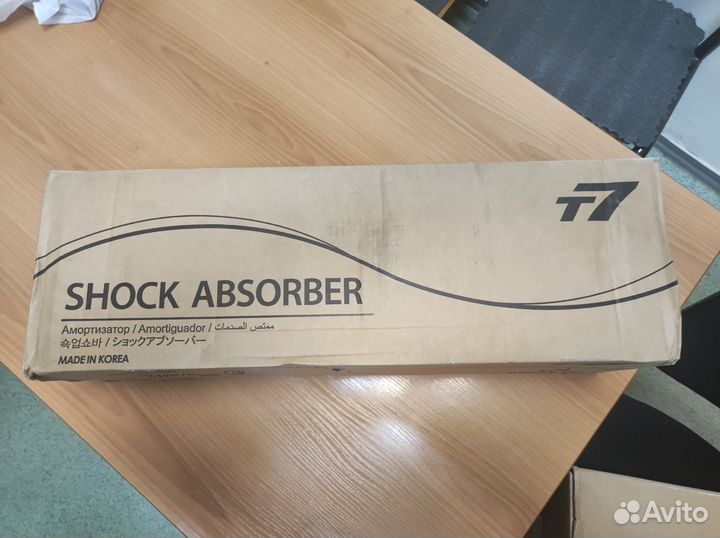 T7
SHOCK ABSORBER
Амортизатор / Amortiguador / ممتص الصدمات
쇽업쇼바 / ショックアブソーバー
MADE IN KOREA
Avito